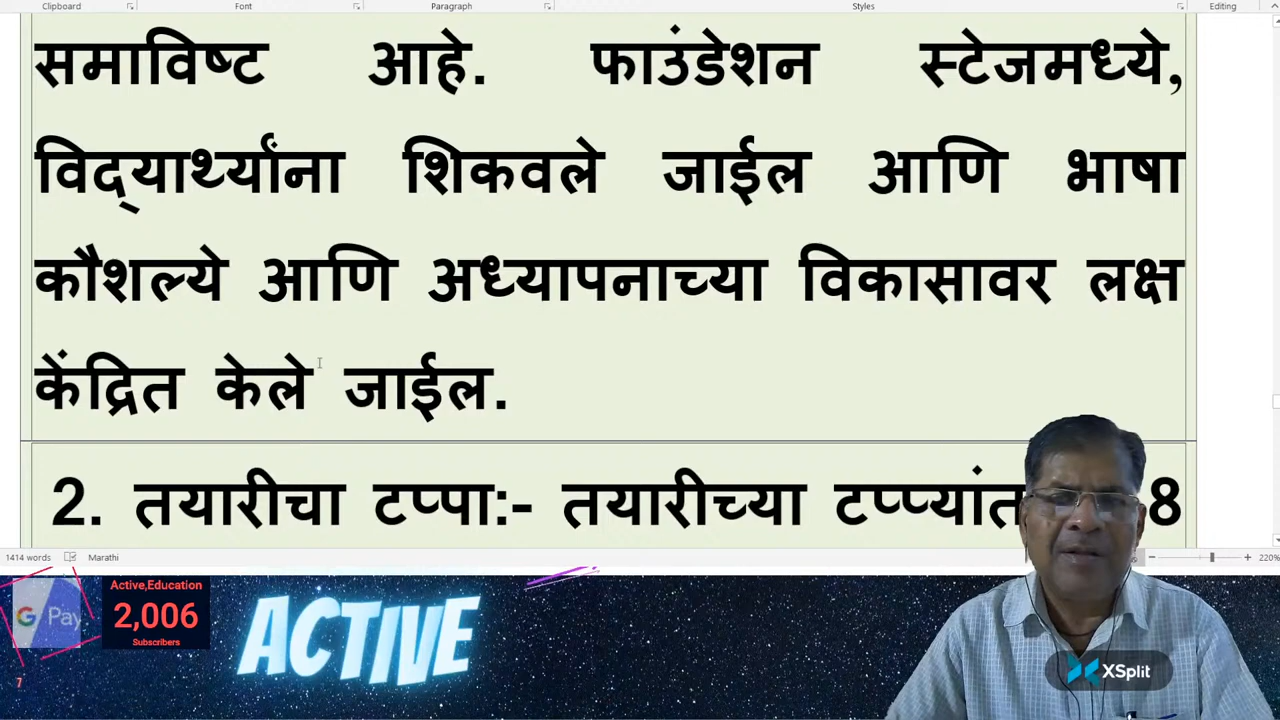 Clipboard Font Paragraph Styles Editing
समाविष्ट आहे. फाउंडेशन स्टेजमध्ये,
विद्यार्थ्यांना शिकवले जाईल आणि भाषा
कौशल्ये आणि अध्यापनाच्या विकासावर लक्ष
केंद्रित केले जाईल.
2. तयारीचा टप्पा:- तयारीच्या टप्प्यांत 8
1414 words Marathi 220%
G Pay
Active,Education
2,006
Subscribers
ACTIVE
XSplit
7